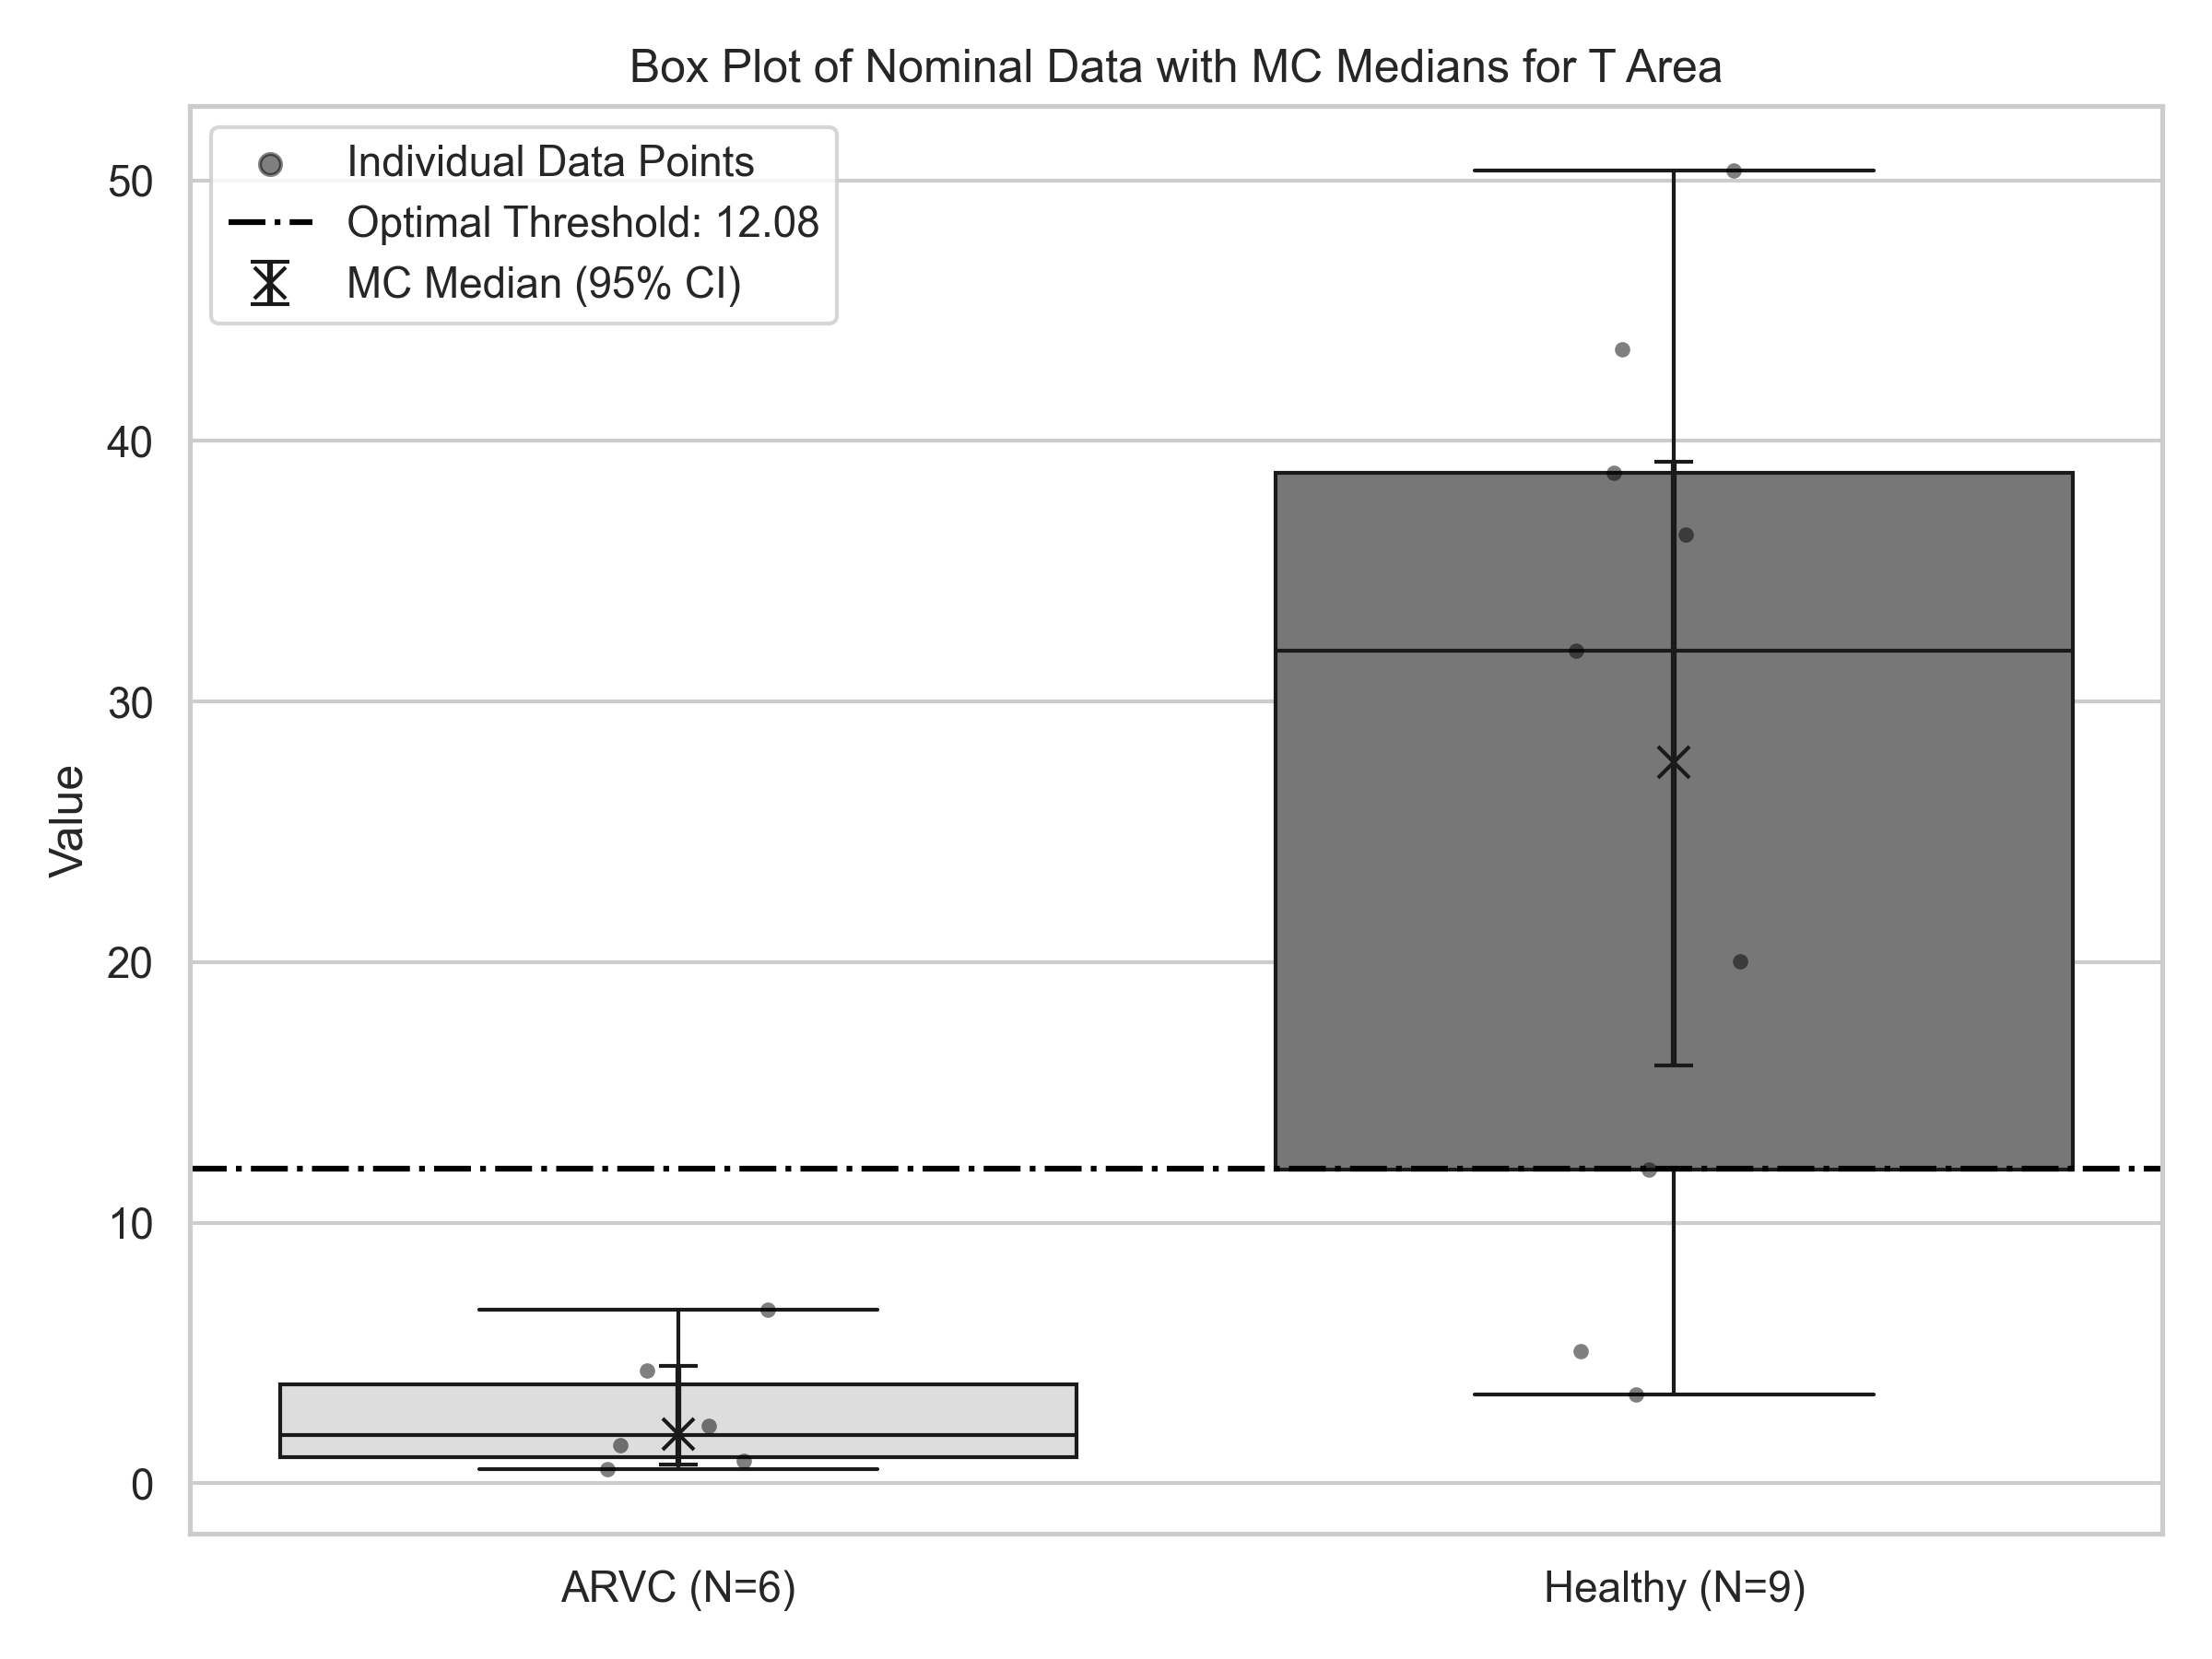 Box Plot of Nominal Data with MC Medians for T Area
Individual Data Points
Optimal Threshold: 12.08
MC Median (95% CI)
Value
50
40
30
20
10
0
ARVC (N=6)
Healthy (N=9)